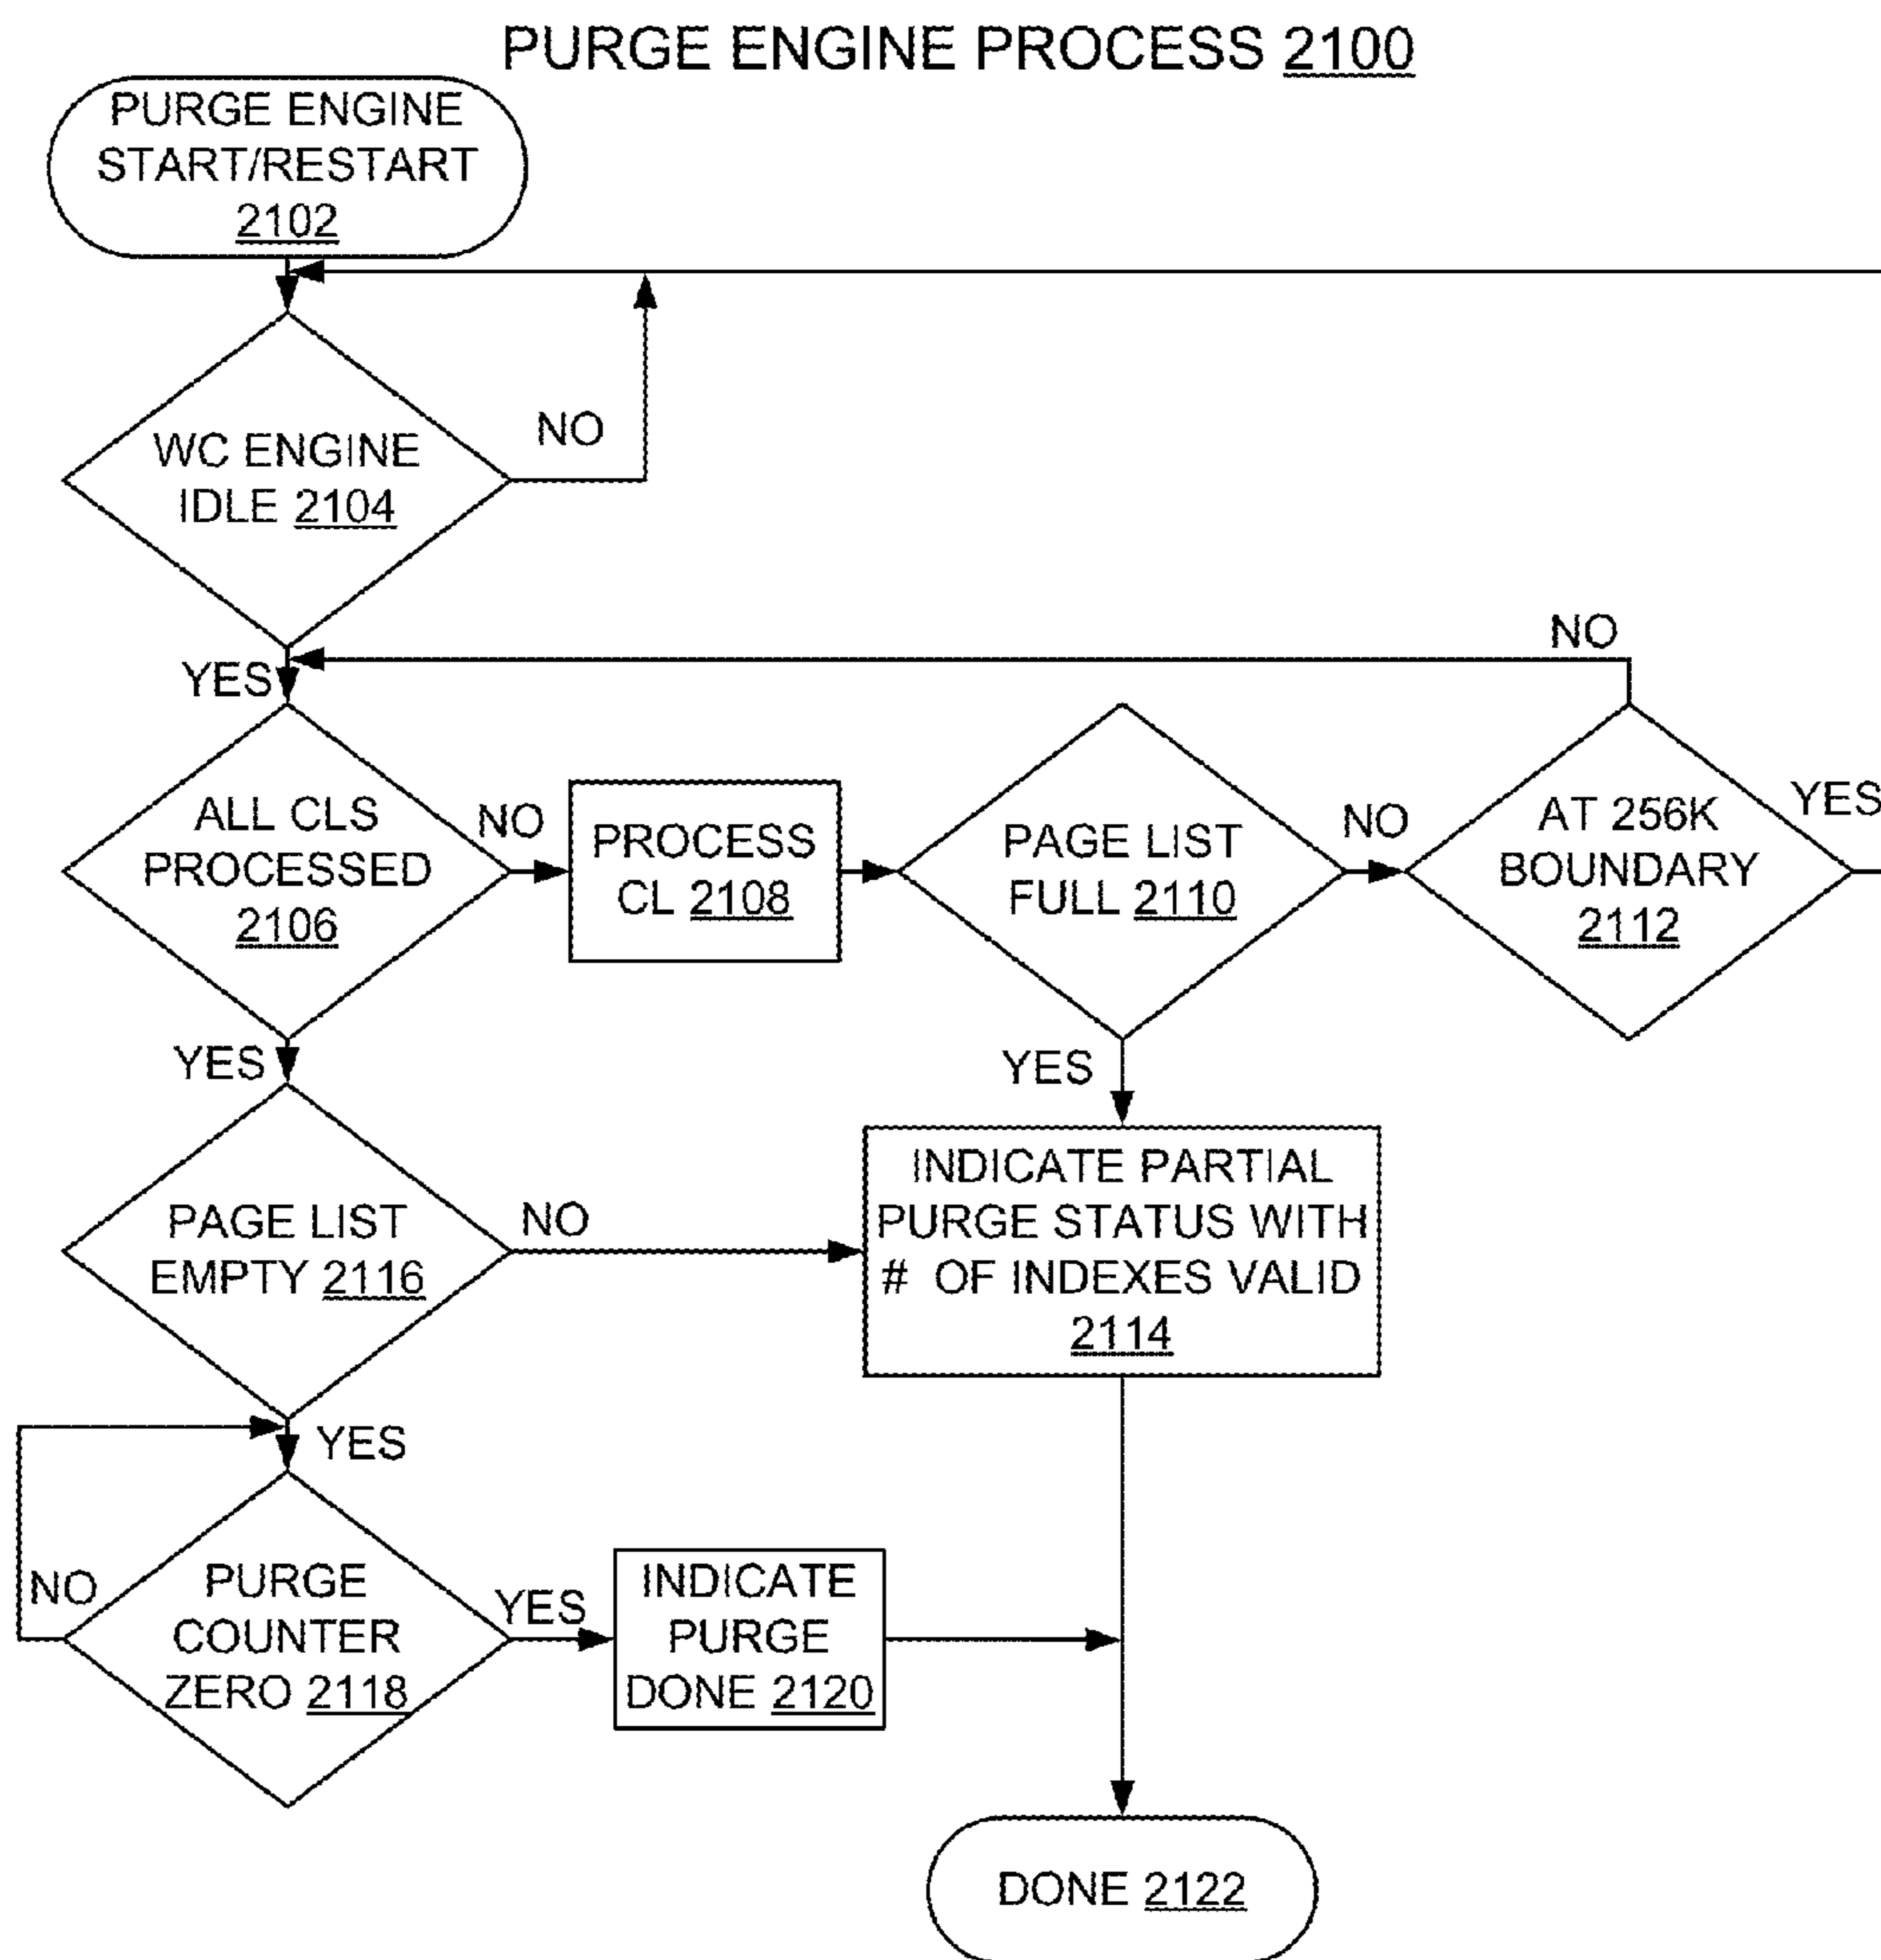 PURGE ENGINE PROCESS 2100
PURGE ENGINE
START/RESTART
2102
NO
WC ENGINE
IDLE 2104
NO
YES
ALL CLS
PROCESSED
2106
NO
PROCESS
CL 2108
PAGE LIST
FULL 2110
NO
AT 256K
BOUNDARY
2112
YES
YES
YES
INDICATE PARTIAL
PURGE STATUS WITH
# OF INDEXES VALID
2114
PAGE LIST
EMPTY 2116
NO
YES
NO
PURGE
COUNTER
ZERO 2118
YES
INDICATE
PURGE
DONE 2120
DONE 2122